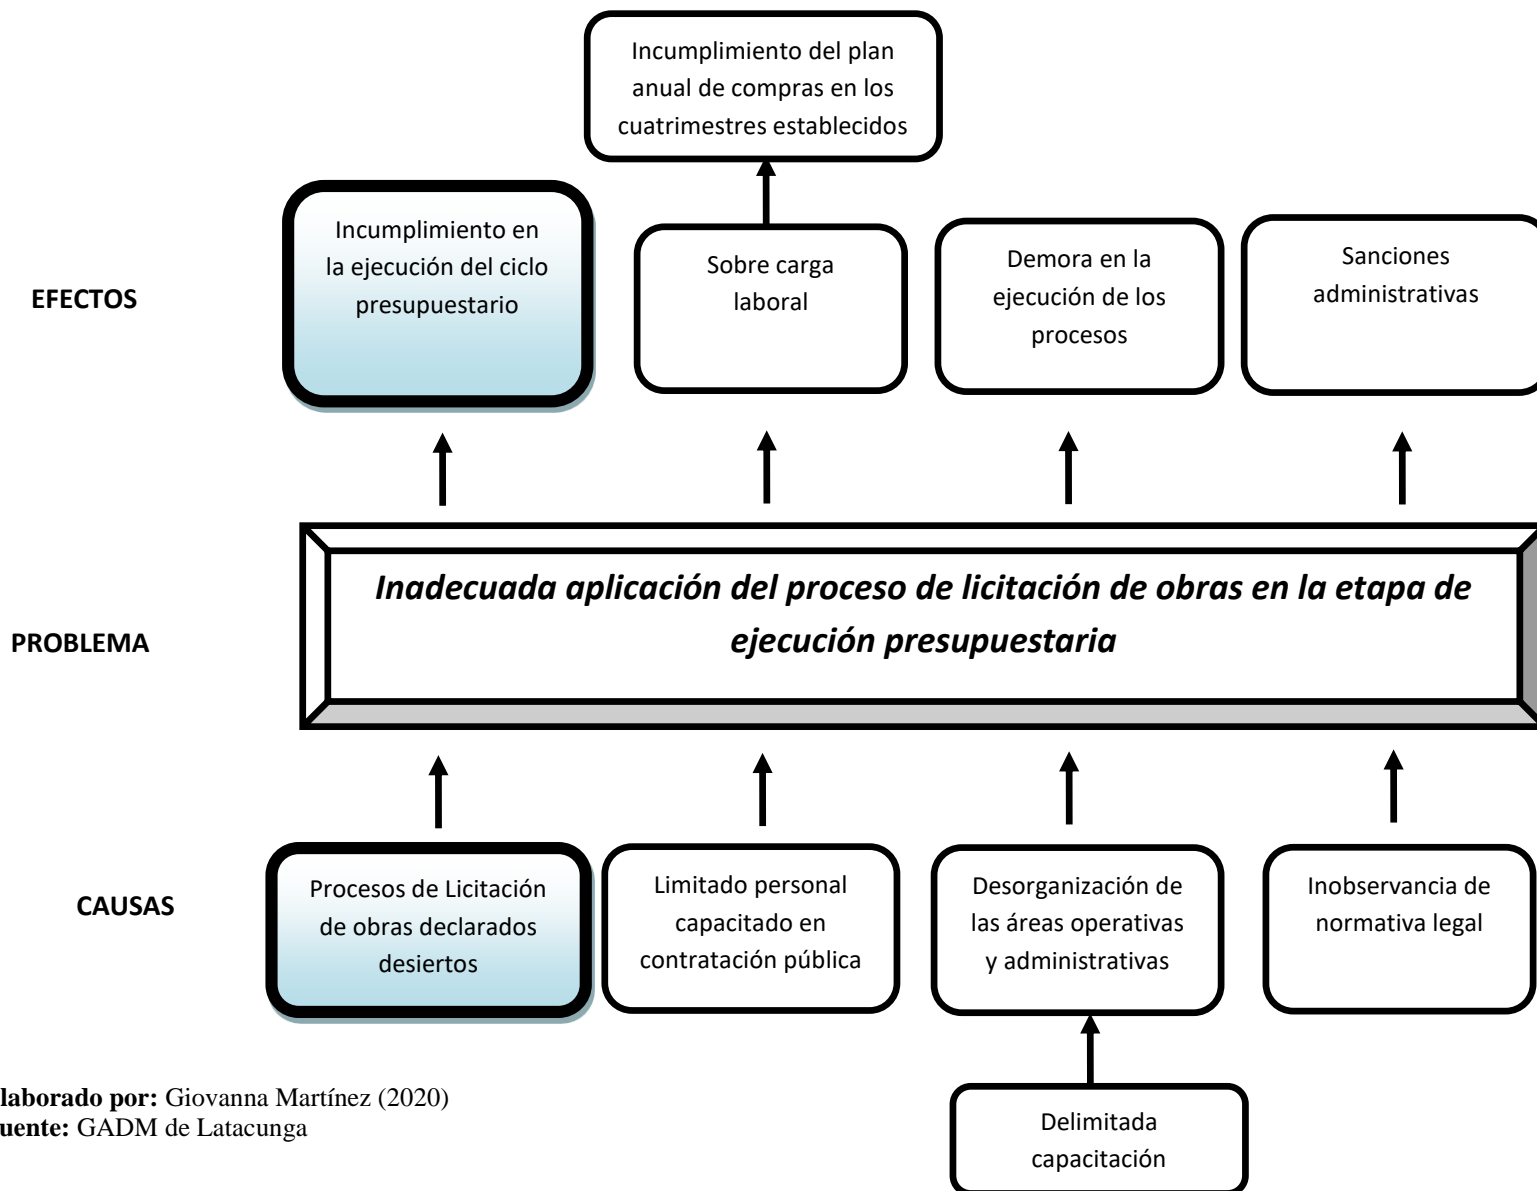 Incumplimiento del plan
anual de compras en los
cuatrimestres establecidos
EFECTOS
Incumplimiento en
la ejecución del ciclo
presupuestario
Sobre carga
laboral
Demora en la
ejecución de los
procesos
Sanciones
administrativas
PROBLEMA
Inadecuada aplicación del proceso de licitación de obras en la etapa de
ejecución presupuestaria
CAUSAS
Procesos de Licitación
de obras declarados
desiertos
Limitado personal
capacitado en
contratación pública
Desorganización de
las áreas operativas
y administrativas
Inobservancia de
normativa legal
Delimitada
capacitación
laborado por: Giovanna Martínez (2020)
uente: GADM de Latacunga